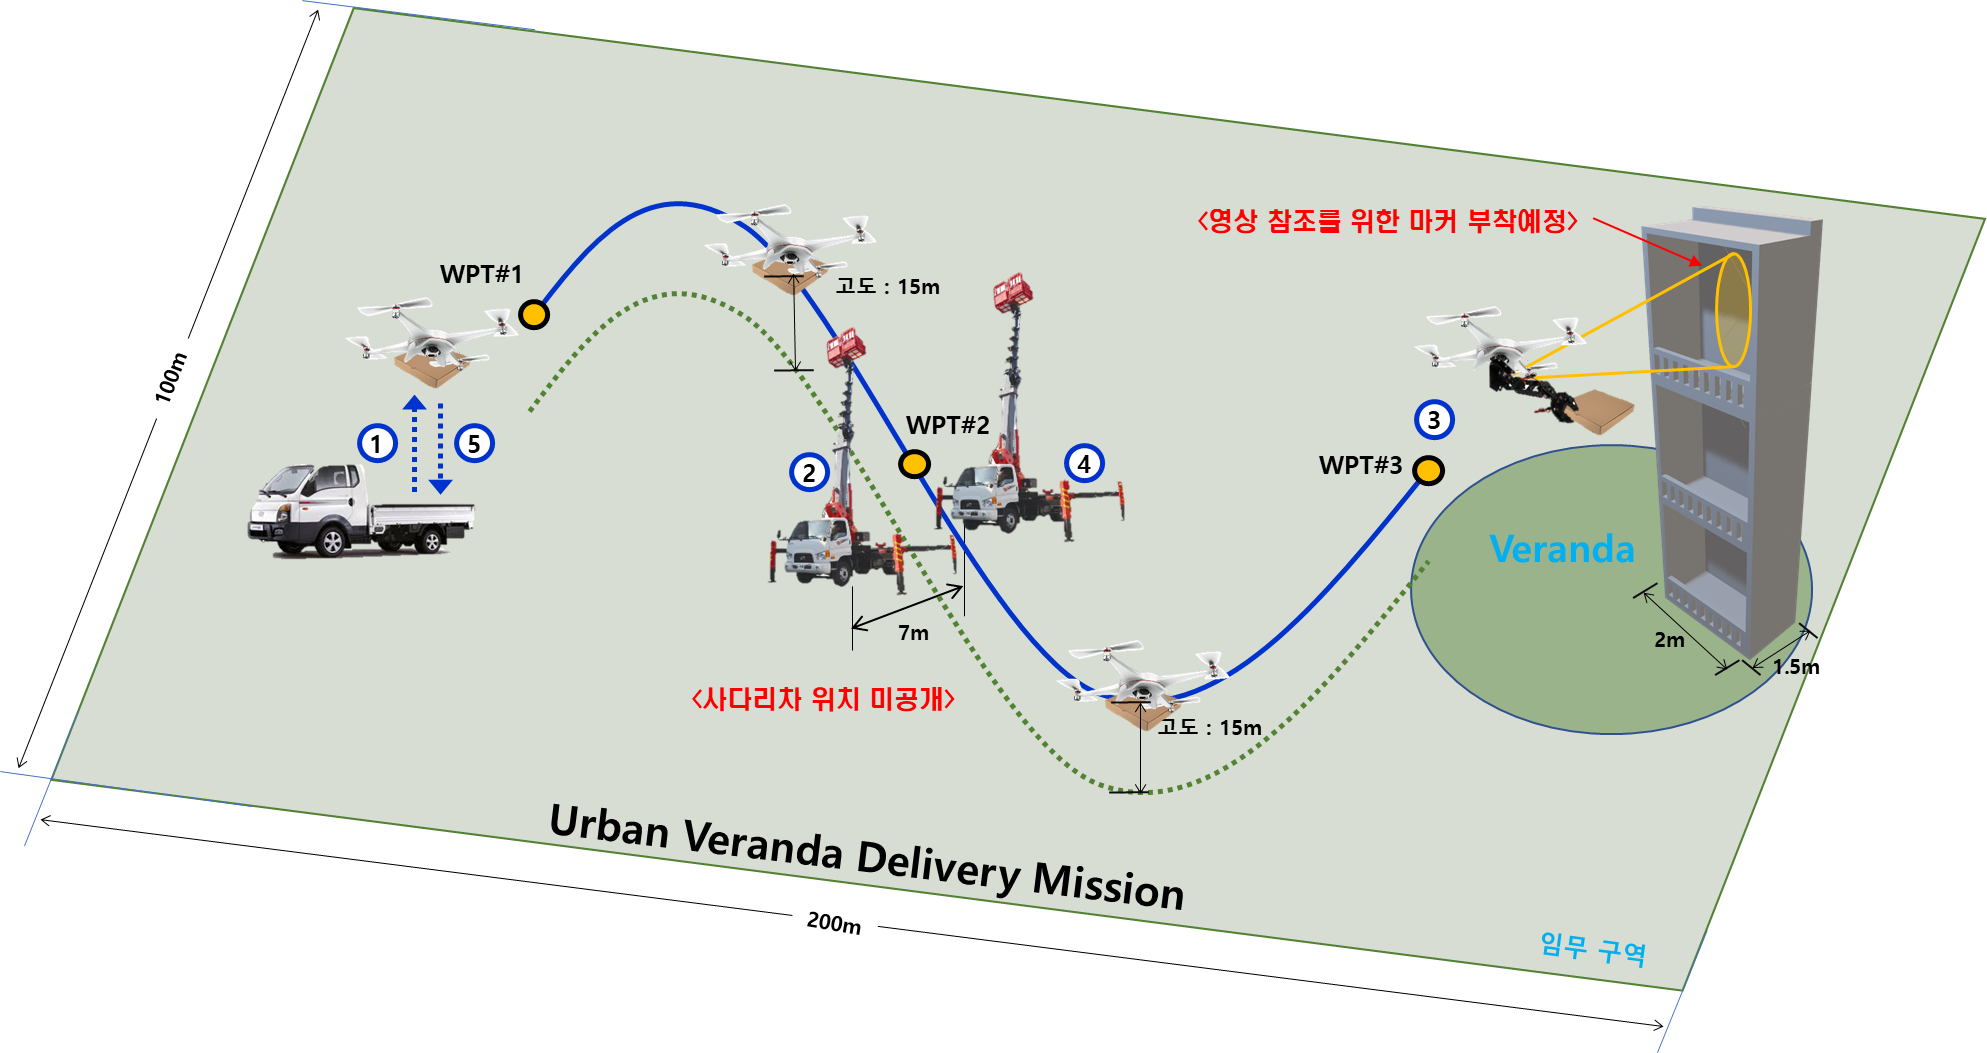 <영상 참조를 위한 마커 부착예정>
WPT#1
고도 : 15m
100m
WPT#2
1
5
2
4
3
WPT#3
Veranda
7m
2m
1.5m
<사다리차 위치 미공개>
고도 : 15m
Urban Veranda Delivery Mission
200m
임무 구역